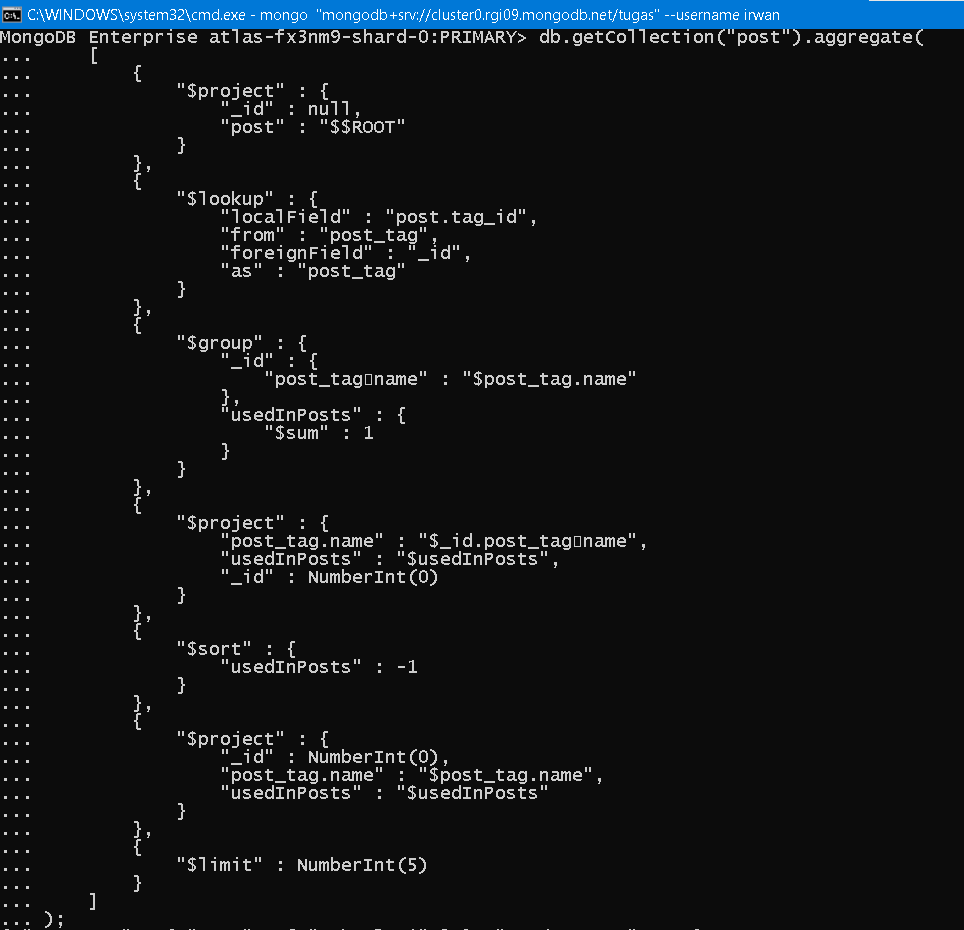 C:\WINDOWS\system32\cmd.exe - mongo  "mongodb+srv://cluster0.rgi09.mongodb.net/tugas" --username irwan
MongoDB Enterprise atlas-fx3nm9-shard-0:PRIMARY> db.getCollection("post").aggregate(
...     [
...         {
...             "$project" : {
...                 "_id" : null,
...                 "post" : "$$ROOT"
...             }
...         },
...         {
...             "$lookup" : {
...                 "localField" : "post.tag_id",
...                 "from" : "post_tag",
...                 "foreignField" : "_id",
...                 "as" : "post_tag"
...             }
...         },
...         {
...             "$group" : {
...                 "_id" : {
...                     "post_tag▯name" : "$post_tag.name"
...                 },
...                 "usedInPosts" : {
...                     "$sum" : 1
...                 }
...             }
...         },
...         {
...             "$project" : {
...                 "post_tag.name" : "$_id.post_tag▯name",
...                 "usedInPosts" : "$usedInPosts",
...                 "_id" : NumberInt(0)
...             }
...         },
...         {
...             "$sort" : {
...                 "usedInPosts" : -1
...             }
...         },
...         {
...             "$project" : {
...                 "_id" : NumberInt(0),
...                 "post_tag.name" : "$post_tag.name",
...                 "usedInPosts" : "$usedInPosts"
...             }
...         },
...         {
...             "$limit" : NumberInt(5)
...         }
...     ]
... );